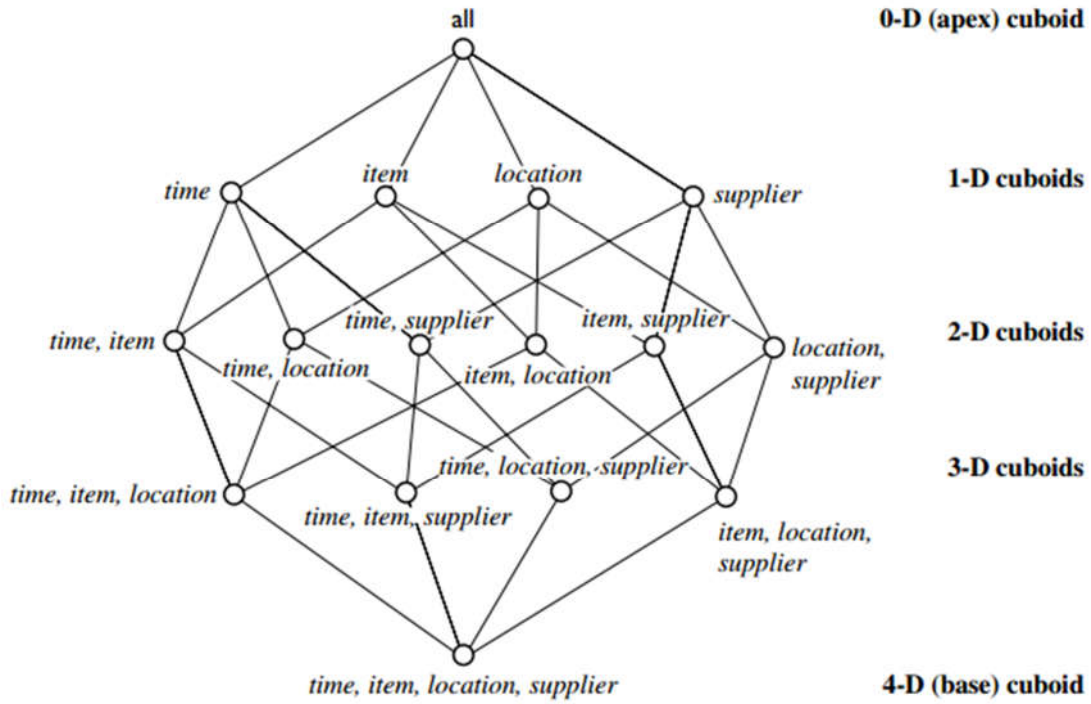 all
0-D (apex) cuboid
time
item
location
supplier
1-D cuboids
time, item
time, location
time, supplier
item, location
item, supplier
location,
supplier
2-D cuboids
time, item, location
time, item, supplier
time, location, supplier
item, location,
supplier
3-D cuboids
time, item, location, supplier
4-D (base) cuboid